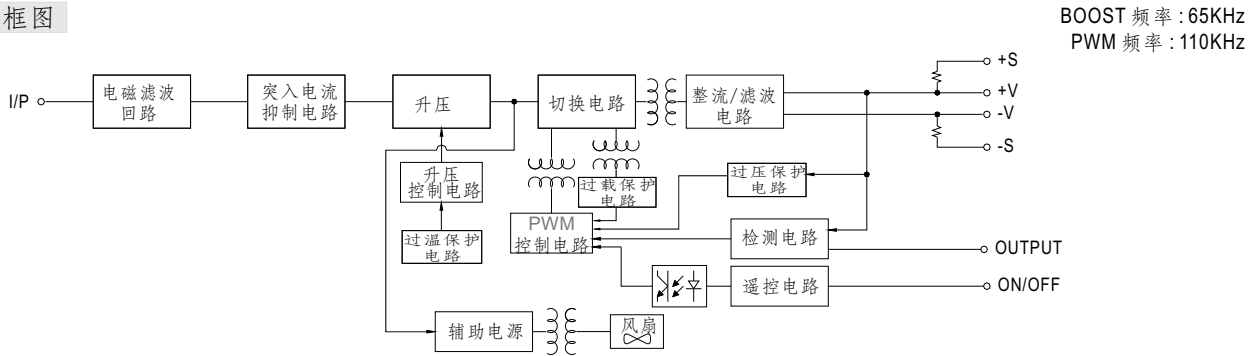 框图
BOOST 频率 : 65KHz
PWM 频率 : 110KHz
I/P
电磁滤波
回路
突入电流
抑制电路
升压
切换电路
整流/滤波
电路
+S
+V
-V
-S
升压
控制电路
过载保护
电路
过压保护
电路
过温保护
电路
PWM
控制电路
检测电路
OUTPUT
遥控电路
ON/OFF
辅助电源
风扇